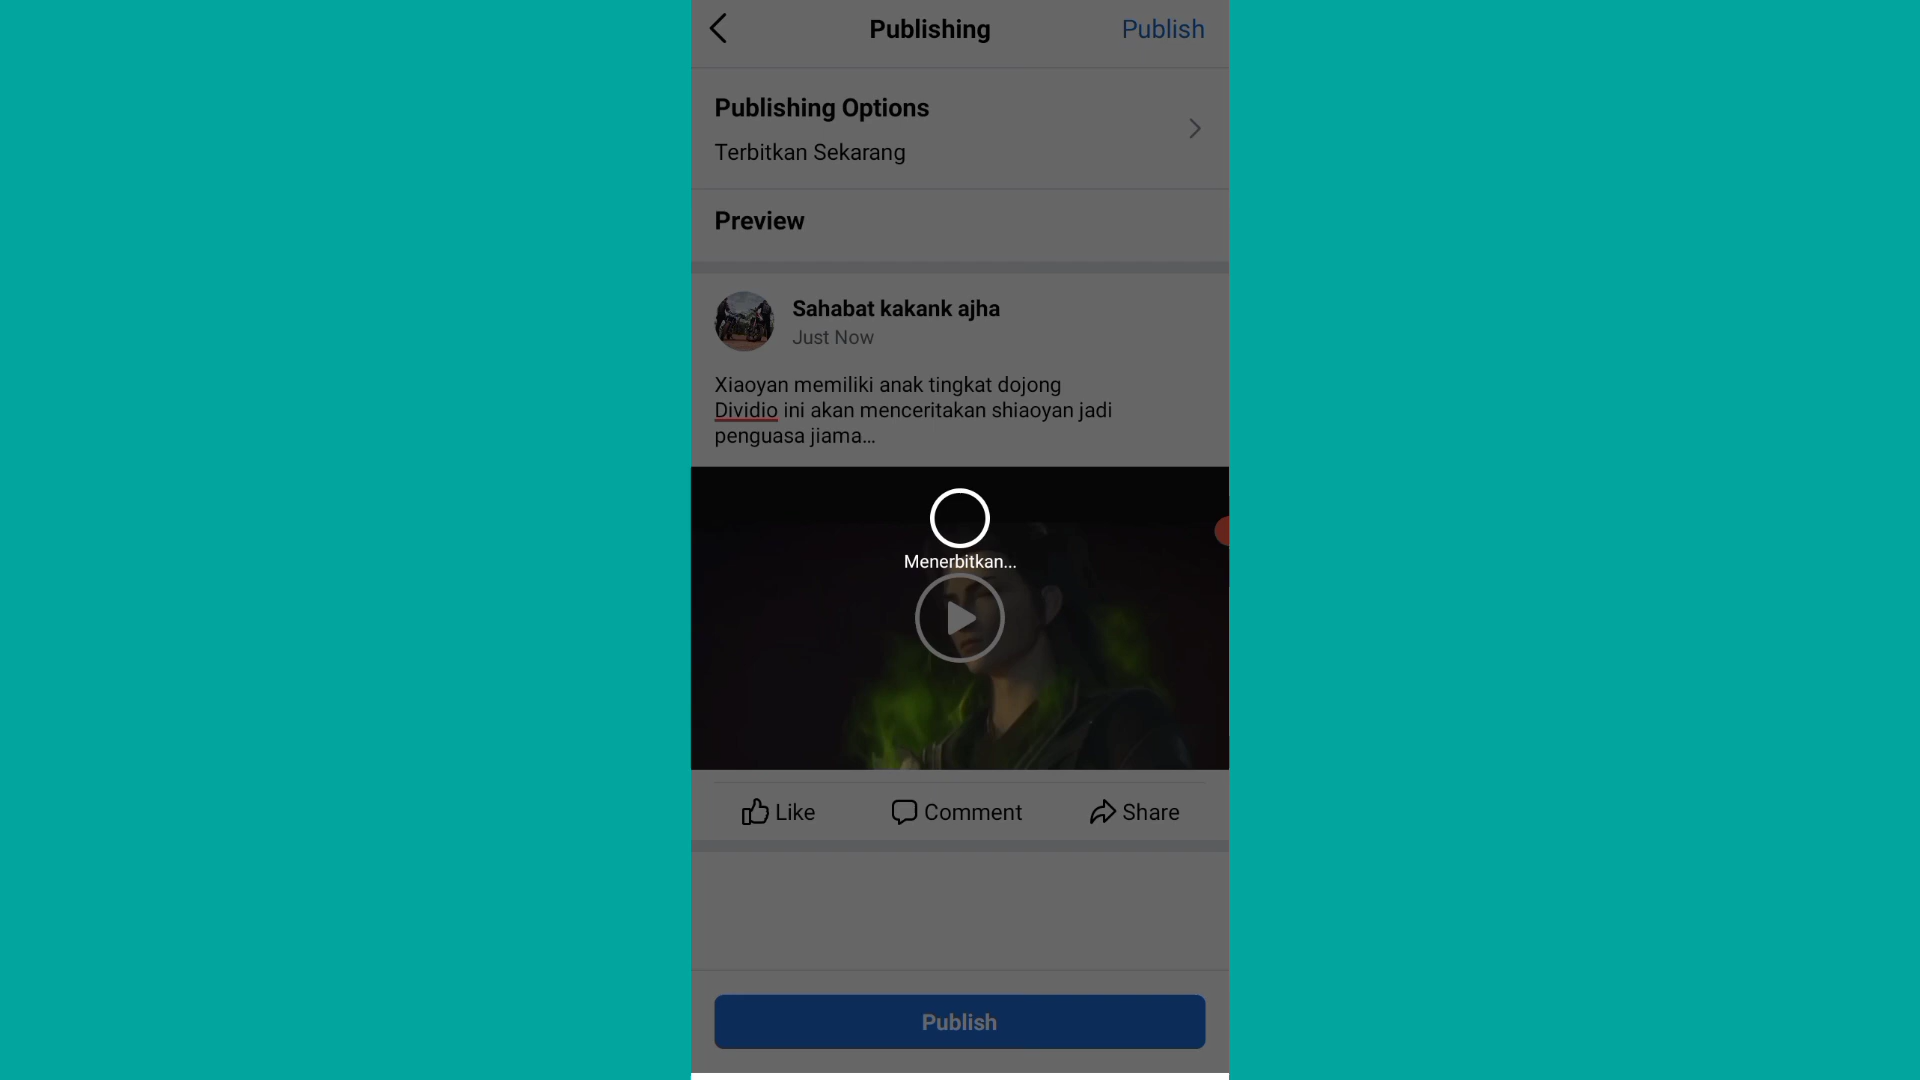 Publishing
Publish
Publishing Options
Terbitkan Sekarang
Preview
Sahabat kakank ajha
Just Now
Xiaoyan memiliki anak tingkat dojong
Dividio ini akan menceritakan shiaoyan jadi
penguasa jiama…
Menerbitkan...
Like
Comment
Share
Publish